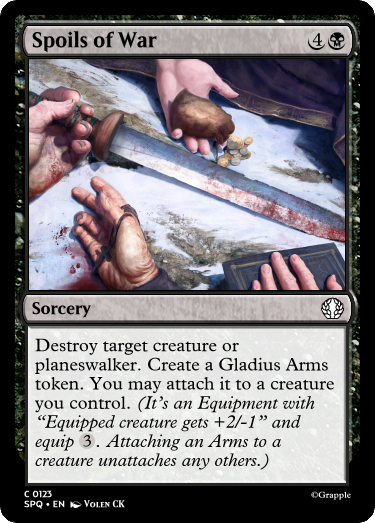 Spoils of War 4
Sorcery
Destroy target creature or
planeswalker. Create a Gladius Arms
token. You may attach it to a creature
you control. (It's an Equipment with
“Equipped creature gets +2/-1” and
equip 3. Attaching an Arms to a
creature unattaches any others.)
C 0123
SPQ • EN VOLEN CK
©Grapple